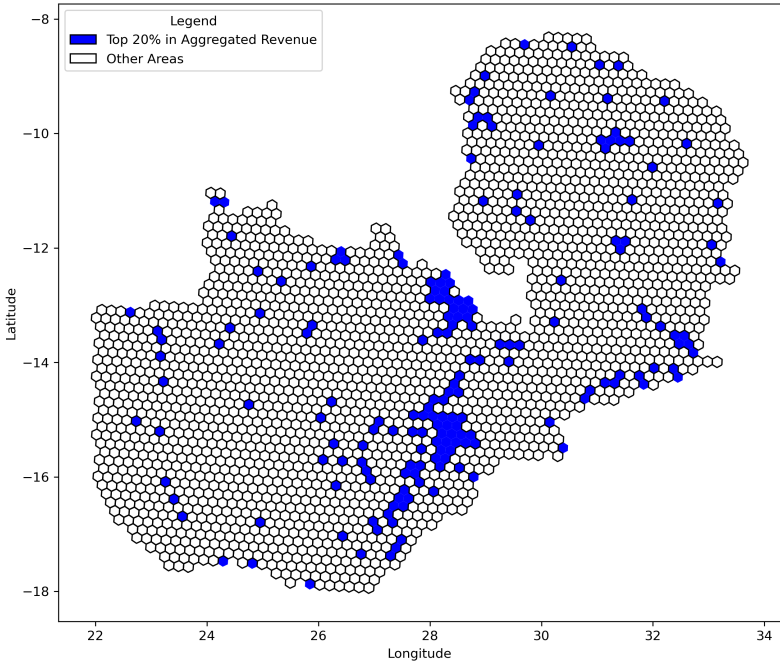 Legend
Top 20% in Aggregated Revenue
Other Areas
−8
−10
−12
−14
−16
−18
Latitude
22
24
26
28
30
32
34
Longitude